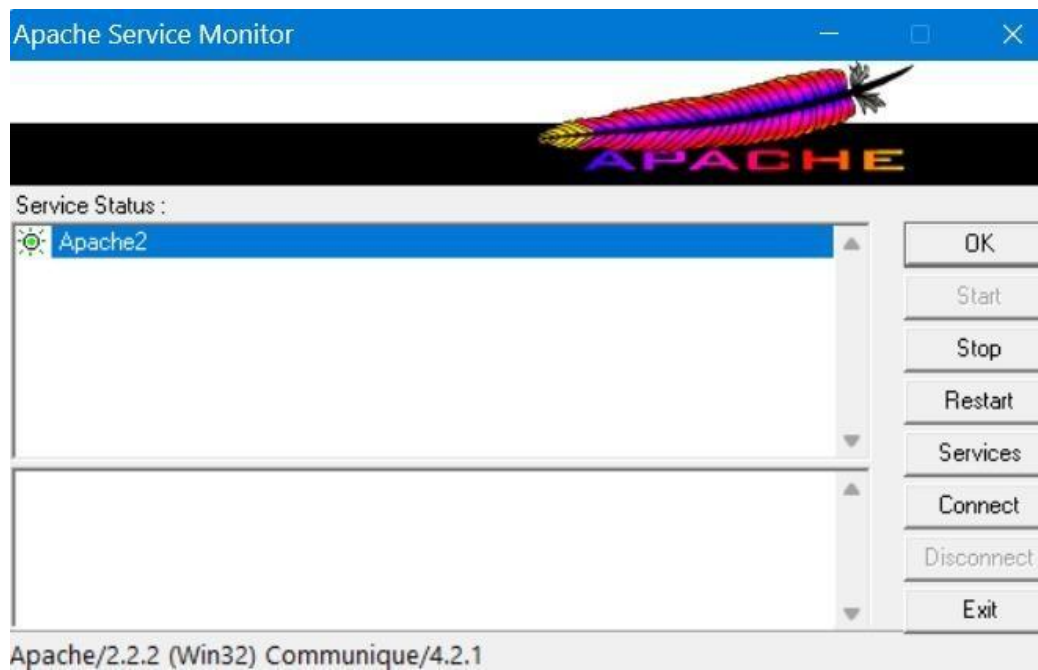 Apache Service Monitor
APACHE
Service Status :
Apache2
OK
Start
Stop
Restart
Services
Connect
Disconnect
Exit
Apache/2.2.2 (Win32) Communique/4.2.1